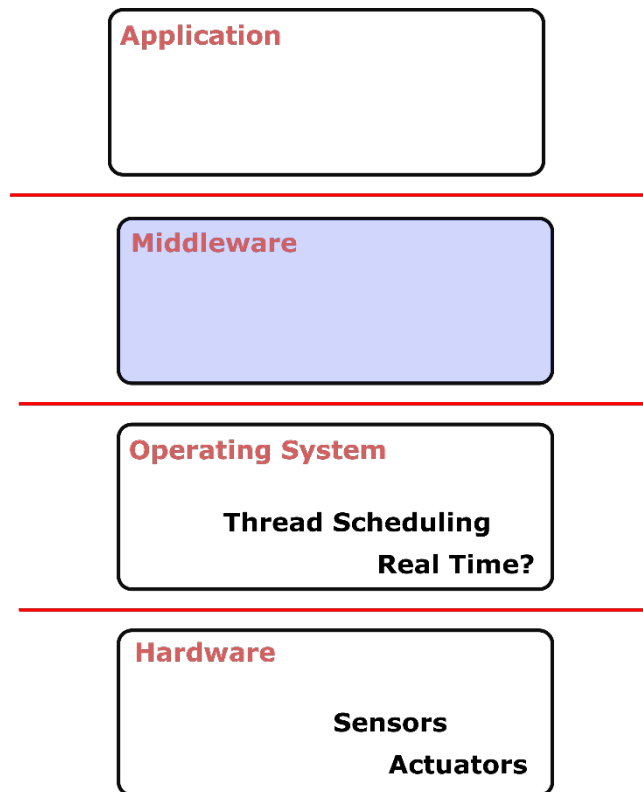 Application
Middleware
Operating System
Thread Scheduling
Real Time?
Hardware
Sensors
Actuators